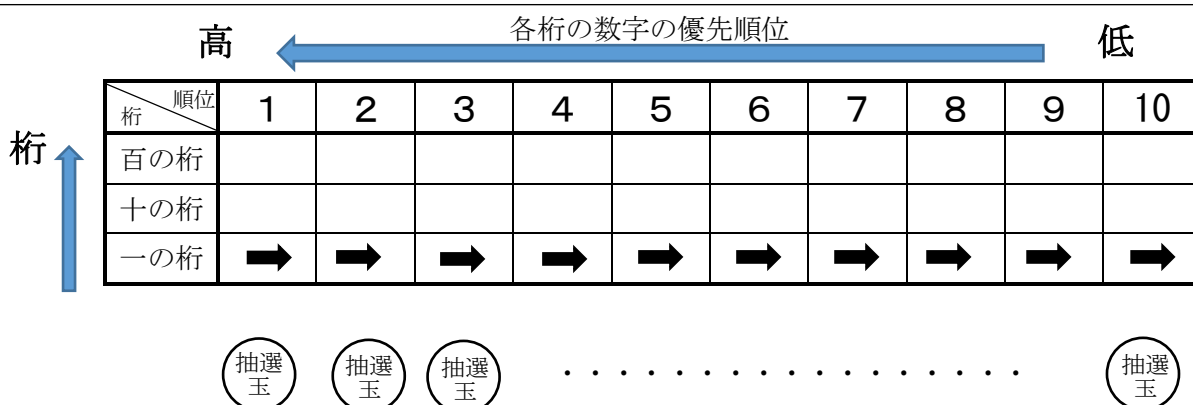 各桁の数字の優先順位
高 低
順位
桁 1 2 3 4 5 6 7 8 9 10
桁
百の桁
十の桁
一の桁 ➡ ➡ ➡ ➡ ➡ ➡ ➡ ➡ ➡ ➡
抽選 抽選 抽選 ・・・・・・・・・・・・・・・・・ 抽選
玉 玉 玉 玉